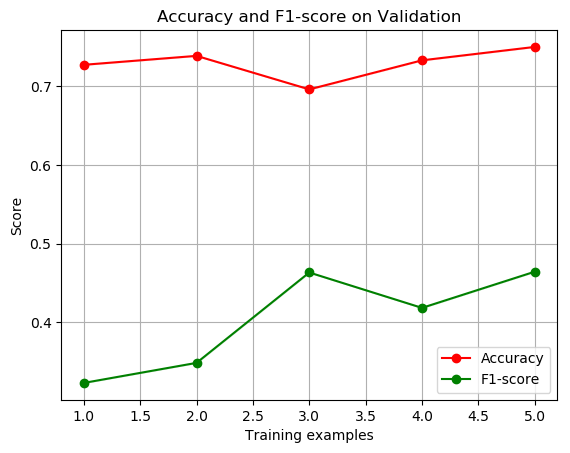 Accuracy and F1-score on Validation
0.7
0.6
0.5
0.4
Score
Accuracy
F1-score
1.0 1.5 2.0 2.5 3.0 3.5 4.0 4.5 5.0
Training examples